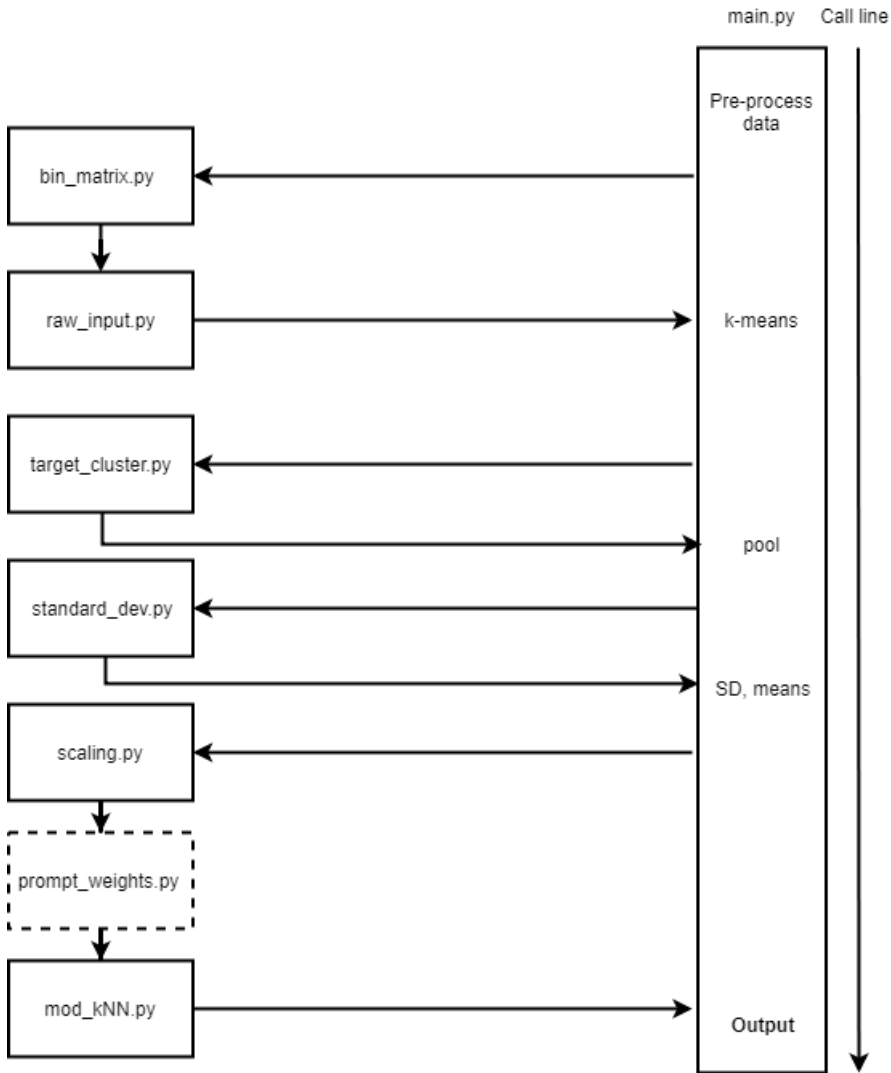 main.py Call line
Pre-process
data
bin_matrix.py
raw_input.py
k-means
target_cluster.py
pool
standard_dev.py
SD, means
scaling.py
prompt_weights.py
mod_kNN.py
Output